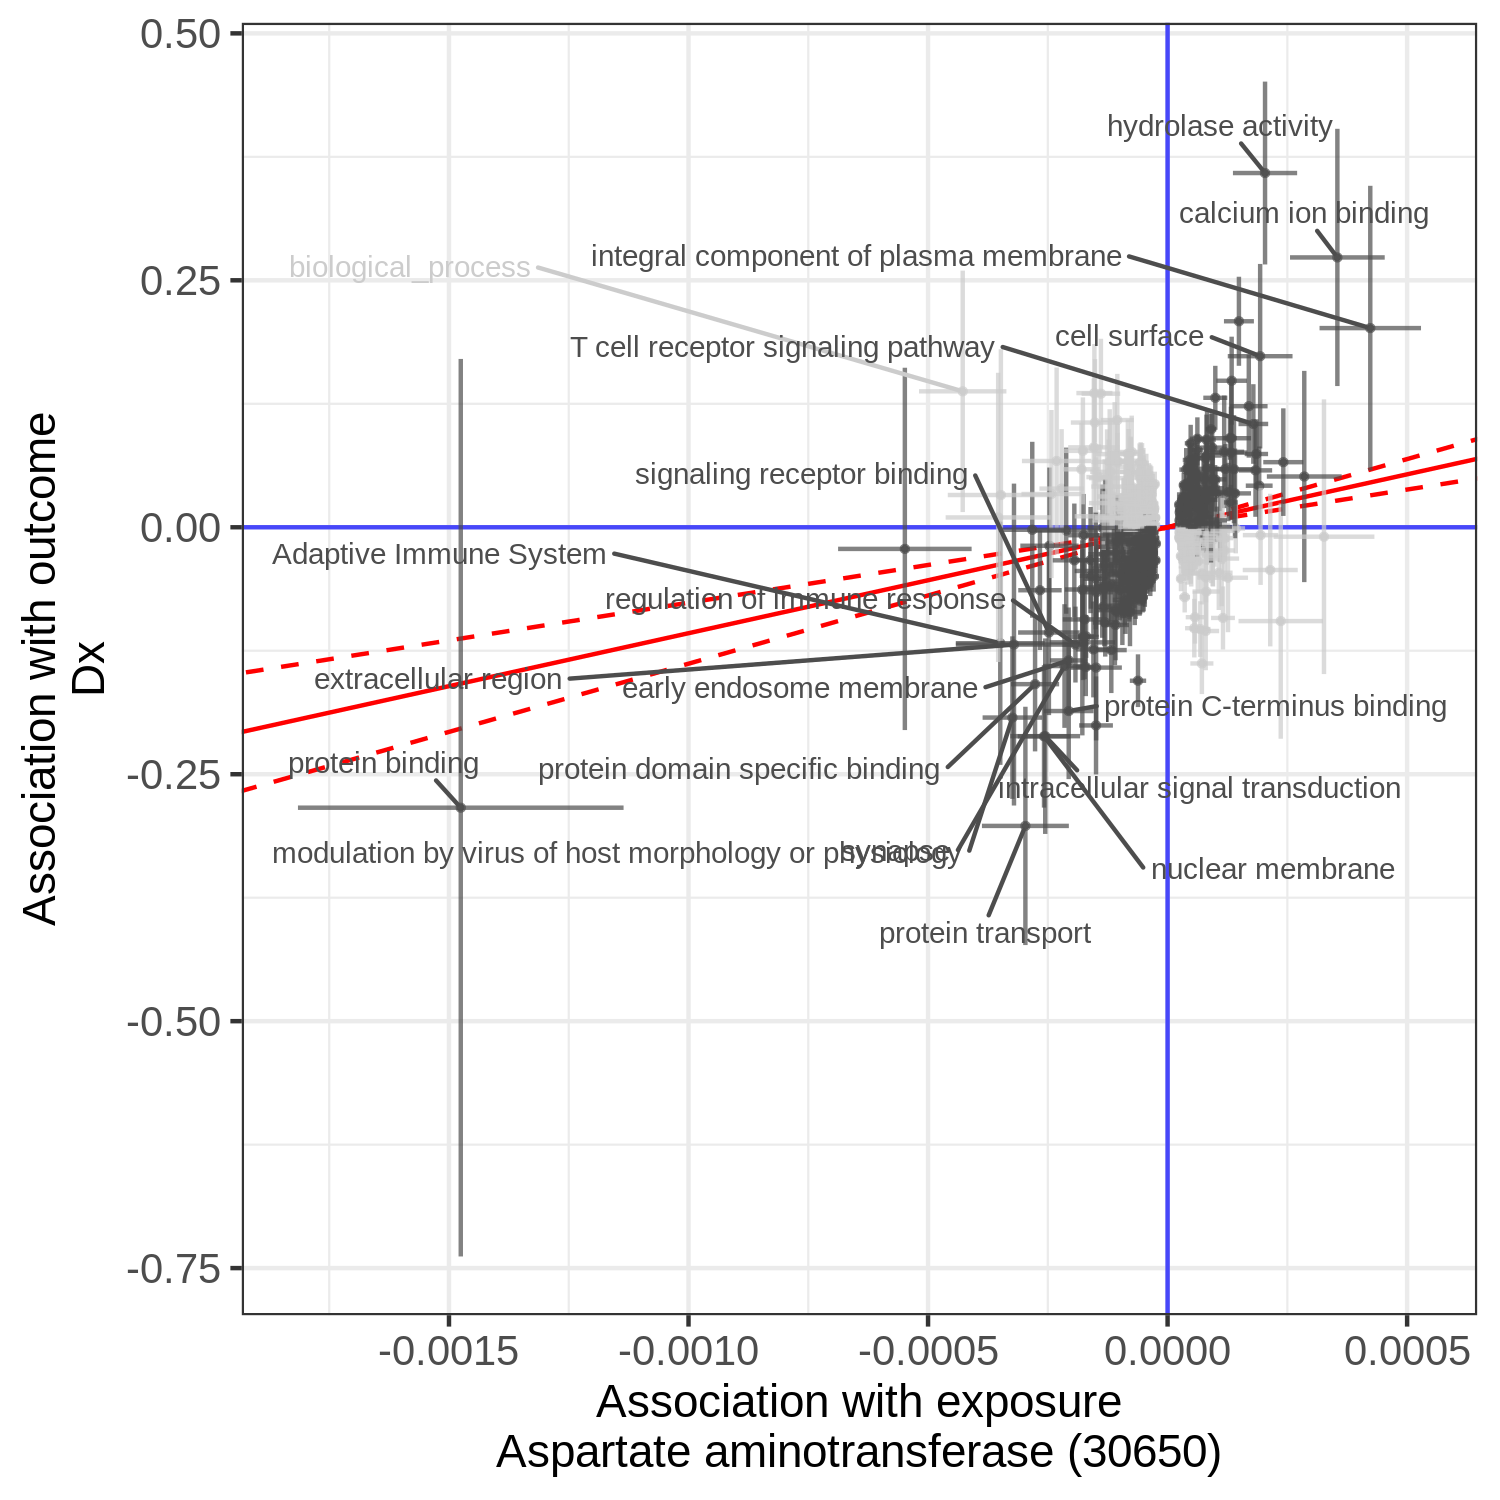 0.50
hydrolase activity
calcium ion binding
integral component of plasma membrane
biological_process
0.25
cell surface
T cell receptor signaling pathway
signaling receptor binding
0.00
Adaptive Immune System
regulation of immune response
extracellular region
early endosome membrane
protein C-terminus binding
protein binding
protein domain specific binding
-0.25
intracellular signal transduction
modulation by virus of host morphology or physiology
synapse
nuclear membrane
protein transport
-0.50
-0.75
Association with outcome
Dx
-0.0015
-0.0010
-0.0005
0.0000
0.0005
Association with exposure
Aspartate aminotransferase (30650)